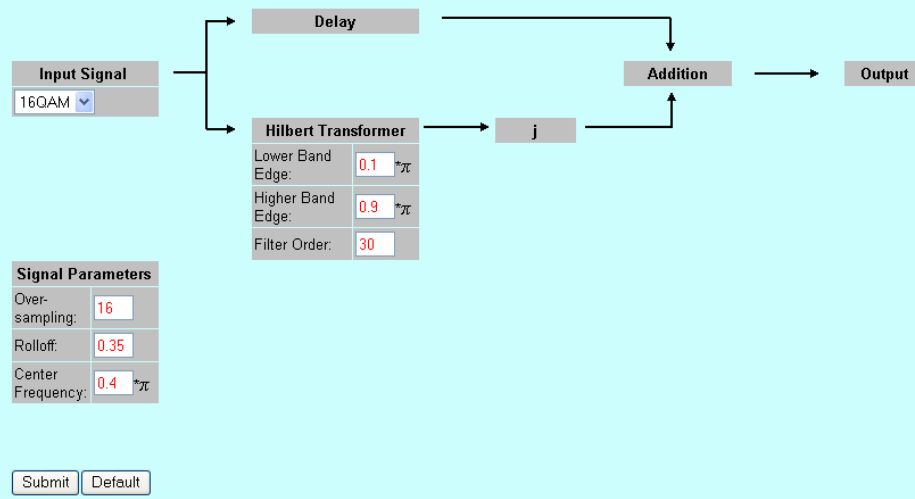 Delay
Input Signal
16QAM
Addition
Output
Hilbert Transformer
j
Lower Band
Edge:
0.1 *π
Higher Band
Edge:
0.9 *π
Filter Order: 30
Signal Parameters
Over-
sampling:
16
Rolloff: 0.35
Center
Frequency:
0.4 *π
Submit Default